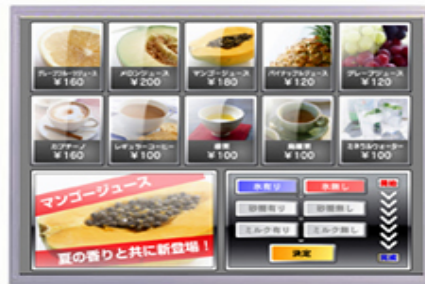 グレープフルーツジュース
¥160
メロンジュース
¥200
マンゴージュース
¥180
パイナップルジュース
¥120
グレープジュース
¥120
カプチーノ
¥160
レギュラーコーヒー
¥100
¥100
¥100
ミネラルウォーター
¥100
マンゴージュース
夏の香りと共に新登場！
氷有り
氷無し
砂糖有り
砂糖無し
ミルク有り
ミルク無し
決定